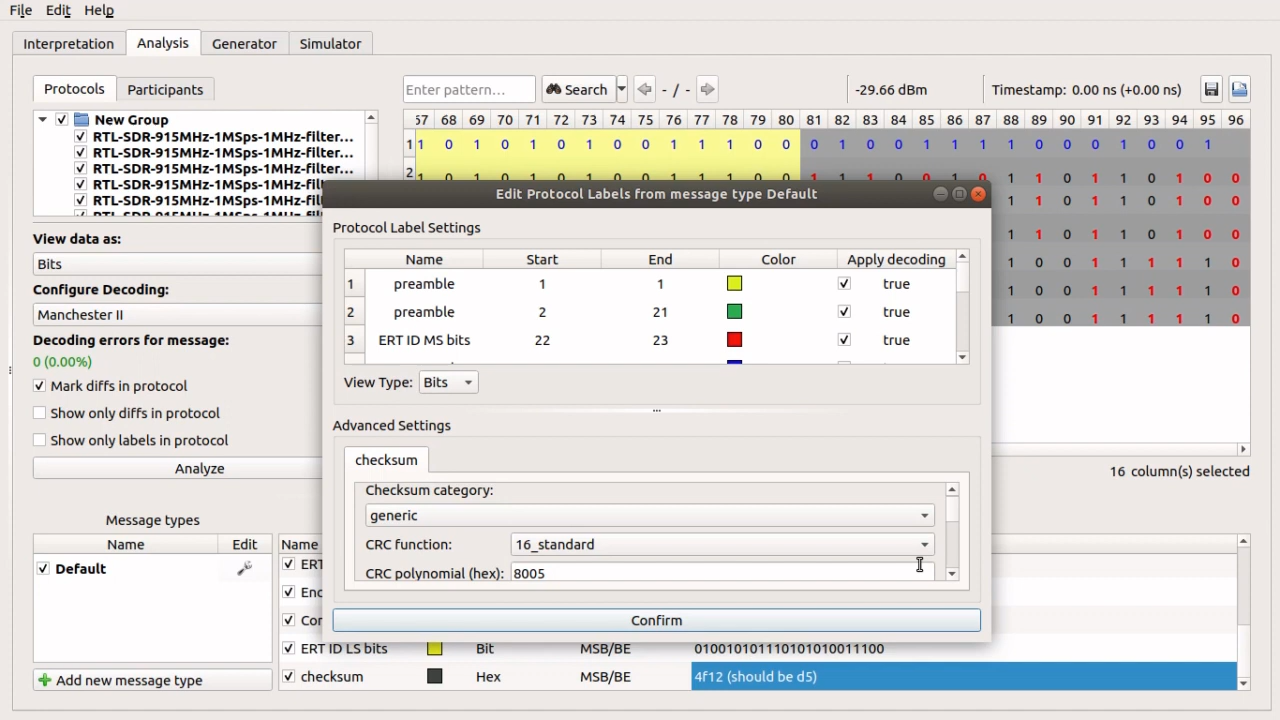 File Edit Help
Interpretation Analysis Generator Simulator
Protocols Participants
Enter pattern… Search - / - -29.66 dBm Timestamp: 0.00 ns (+0.00 ns)
New Group
RTL-SDR-915MHz-1MSps-1MHz-filter...
RTL-SDR-915MHz-1MSps-1MHz-filter...
RTL-SDR-915MHz-1MSps-1MHz-filter...
68 69 70 71 72 73 74 75 76 77 78 79 80 81 82 83 84 85 86 87 88 89 90 91 92 93 94 95 96
1 1 0 1 0 1 0 1 0 1 0 1 1 0 0 0 1 0 0 1 1 1 0 1 0 0 1 0 0 1
View data as:
Bits
Configure Decoding:
Manchester II
Decoding errors for message:
0 (0.00%)
Mark diffs in protocol
Show only diffs in protocol
Show only labels in protocol
Analyze
Edit Protocol Labels from message type Default
Protocol Label Settings
Name Start End Color Apply decoding
1 preamble 1 1 true
2 preamble 2 21 true
3 ERT ID MS bits 22 23 true
View Type: Bits
Advanced Settings
checksum
Checksum category:
generic
CRC function: 16_standard
CRC polynomial (hex): 8005
Confirm
16 column(s) selected
Message types
Name Edit
Default
Add new message type
Name
ERT
ERT ID LS bits Bit MSB/BE 010010101110101010011100
checksum Hex MSB/BE 4f12 (should be d5)